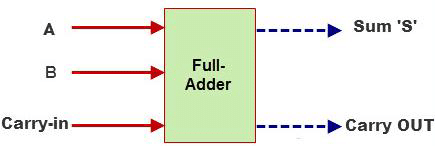 A
Sum 'S'
B
Full-
Adder
Carry-in
Carry OUT